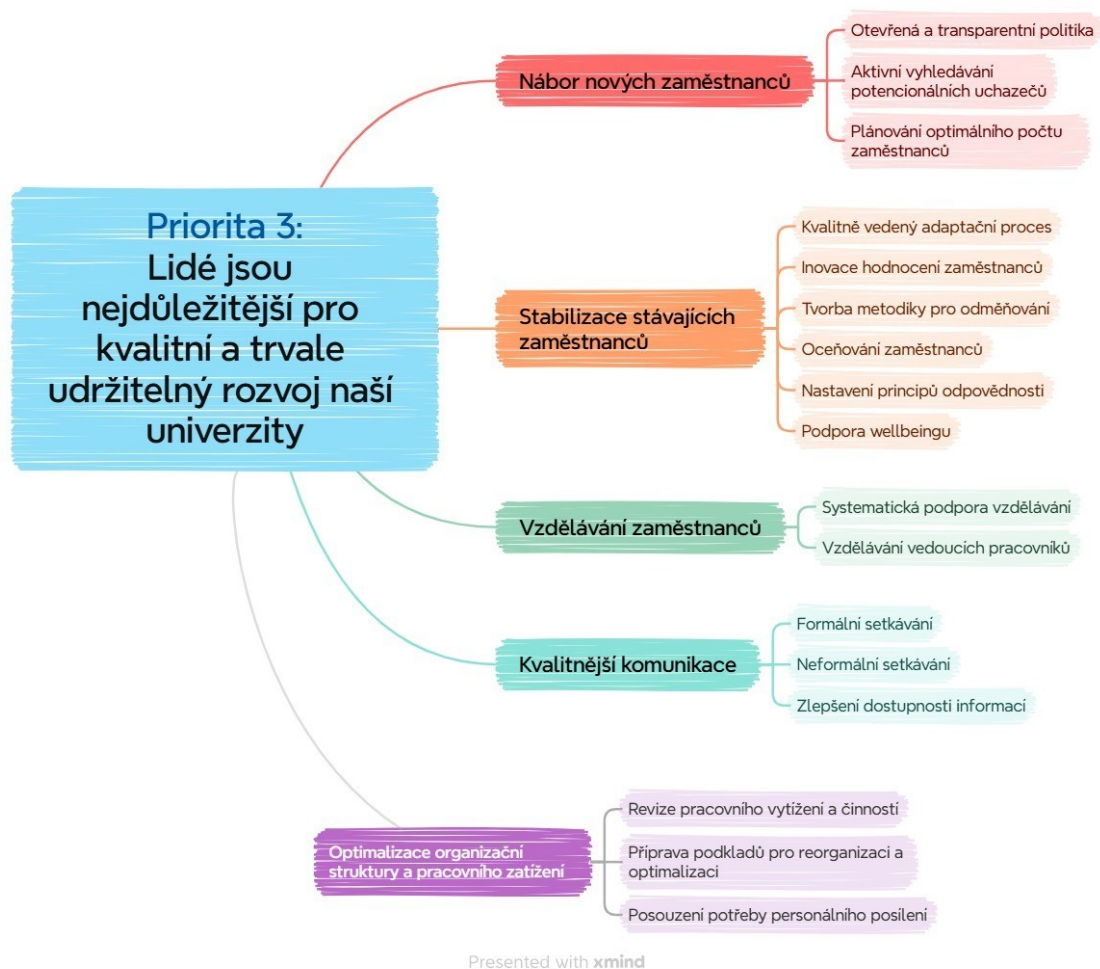 Priorita 3:
Lidé jsou
nejdůležitější pro
kvalitní a trvale
udržitelný rozvoj naší
univerzity
Nábor nových zaměstnanců
Otevřená a transparentní politika
Aktivní vyhledávání
potencionálních uchazečů
Plánování optimálního počtu
zaměstnanců
Stabilizace stávajících
zaměstnanců
Kvalitně vedený adaptační proces
Inovace hodnocení zaměstnanců
Tvorba metodiky pro odměňování
Oceňování zaměstnanců
Nastavení principů odpovědnosti
Podpora wellbeingu
Vzdělávání zaměstnanců
Systematická podpora vzdělávání
Vzdělávání vedoucích pracovníků
Kvalitnější komunikace
Formální setkávání
Neformální setkávání
Zlepšení dostupnosti informací
Optimalizace organizační
struktury a pracovního zatížení
Revize pracovního vytížení a činností
Příprava podkladů pro reorganizaci a
optimalizaci
Posouzení potřeby personálního posílení
Presented with xmind